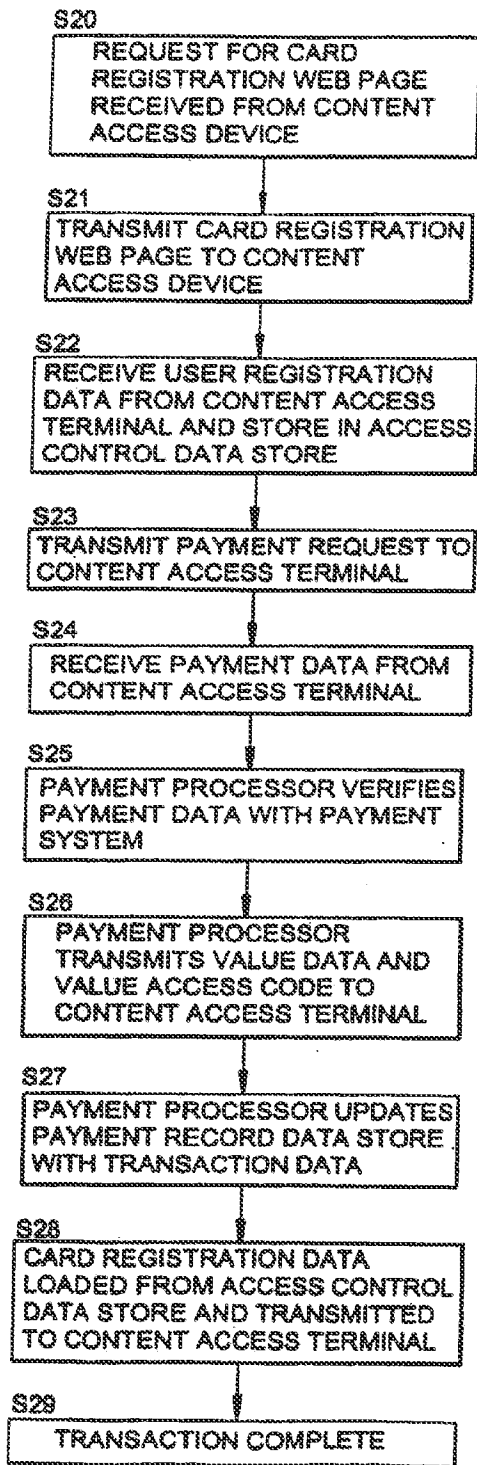 S20
REQUEST FOR CARD
REGISTRATION WEB PAGE
RECEIVED FROM CONTENT
ACCESS DEVICE
S21
TRANSMIT CARD REGISTRATION
WEB PAGE TO CONTENT
ACCESS DEVICE
S22
RECEIVE USER REGISTRATION
DATA FROM CONTENT ACCESS
TERMINAL AND STORE IN ACCESS
CONTROL DATA STORE
S23
TRANSMIT PAYMENT REQUEST TO
CONTENT ACCESS TERMINAL
S24
RECEIVE PAYMENT DATA FROM
CONTENT ACCESS TERMINAL
S25
PAYMENT PROCESSOR VERIFIES
PAYMENT DATA WITH PAYMENT
SYSTEM
S26
PAYMENT PROCESSOR
TRANSMITS VALUE DATA AND
VALUE ACCESS CODE TO
CONTENT ACCESS TERMINAL
S27
PAYMENT PROCESSOR UPDATES
PAYMENT RECORD DATA STORE
WITH TRANSACTION DATA
S28
CARD REGISTRATION DATA
LOADED FROM ACCESS CONTROL
DATA STORE AND TRANSMITTED
TO CONTENT ACCESS TERMINAL
S29
TRANSACTION COMPLETE